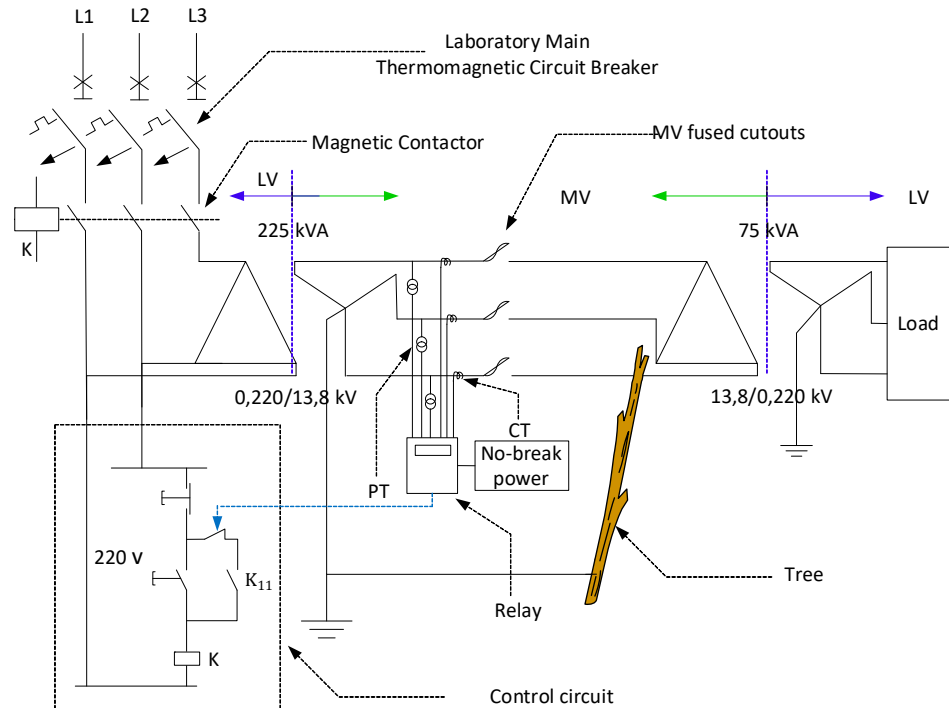 L1 L2 L3
Laboratory Main
Thermomagnetic Circuit Breaker
MV fused cutouts
Magnetic Contactor
LV MV LV
K
225 kVA 75 kVA
Load
0,220/13,8 kV 13,8/0,220 kV
CT
No-break
power
PT
220 v
K11
Tree
Relay
K
Control circuit